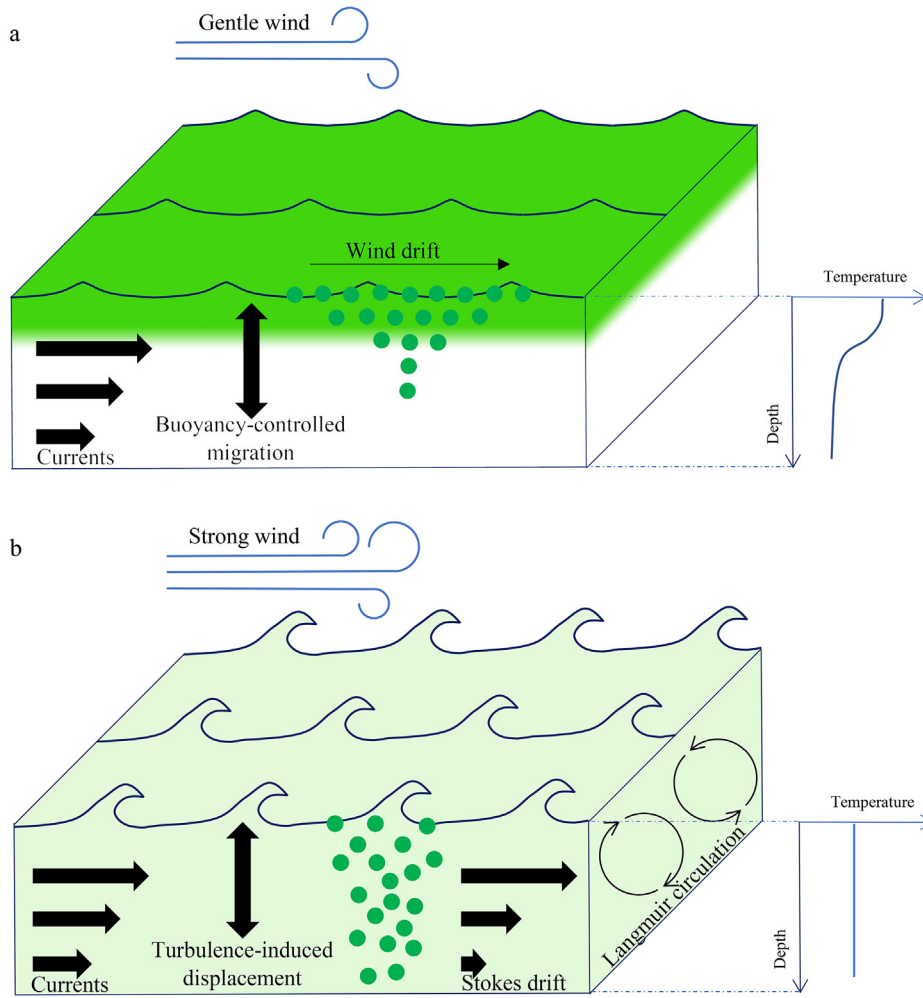 a
Gentle wind
Wind drift
Temperature
Depth
Buoyancy-controlled
migration
Currents
b
Strong wind
Temperature
Depth
Langmuir circulation
Turbulence-induced
displacement
Currents
Stokes drift